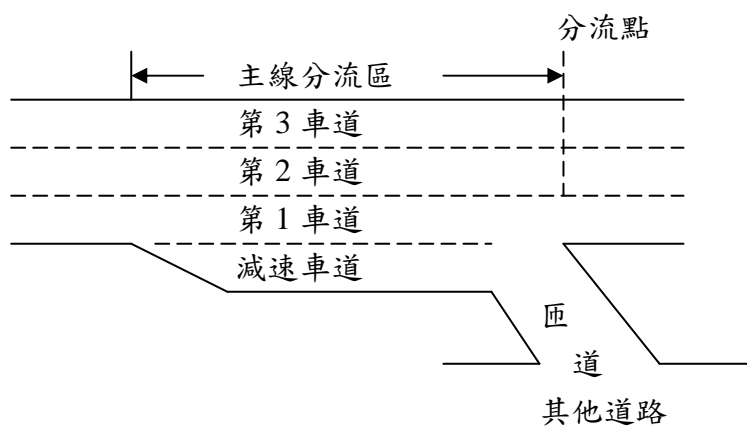 分流點
主線分流區
第 3 車道
第 2 車道
第 1 車道
減速車道
匝
道
其他道路